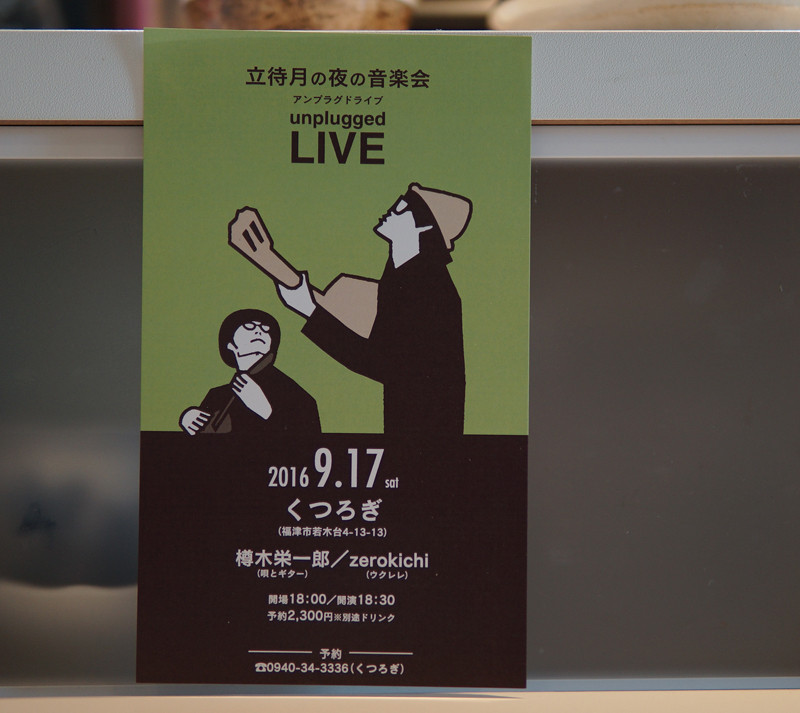 立待月の夜の音楽会
アンプラグドライブ
unplugged
LIVE
2016 9.17 sat
くつろぎ
(福津市若木台4-13-13)
樽木栄一郎／zerokichi
(唄とギター) (ウクレレ)
開場18:00／開演18:30
予約2,300円※別途ドリンク
予約
☎0940-34-3336(くつろぎ)